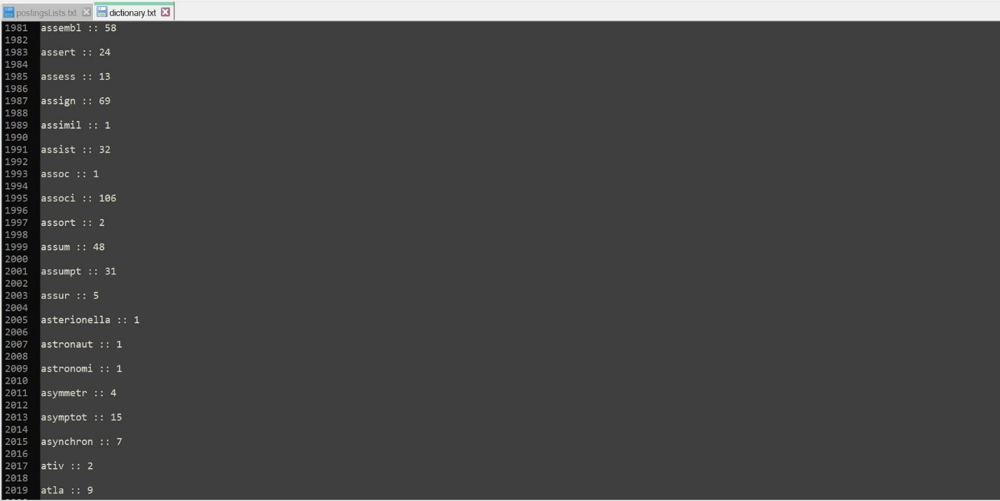 postingsLists.txt dictionary.txt
1981 assembl :: 58
1982
1983 assert :: 24
1984
1985 assess :: 13
1986
1987 assign :: 69
1988
1989 assimil :: 1
1990
1991 assist :: 32
1992
1993 assoc :: 1
1994
1995 associ :: 106
1996
1997 assort :: 2
1998
1999 assum :: 48
2000
2001 assumpt :: 31
2002
2003 assur :: 5
2004
2005 asterionella :: 1
2006
2007 astronaut :: 1
2008
2009 astronomi :: 1
2010
2011 asymmetr :: 4
2012
2013 asymptot :: 15
2014
2015 asynchron :: 7
2016
2017 ativ :: 2
2018
2019 atla :: 9